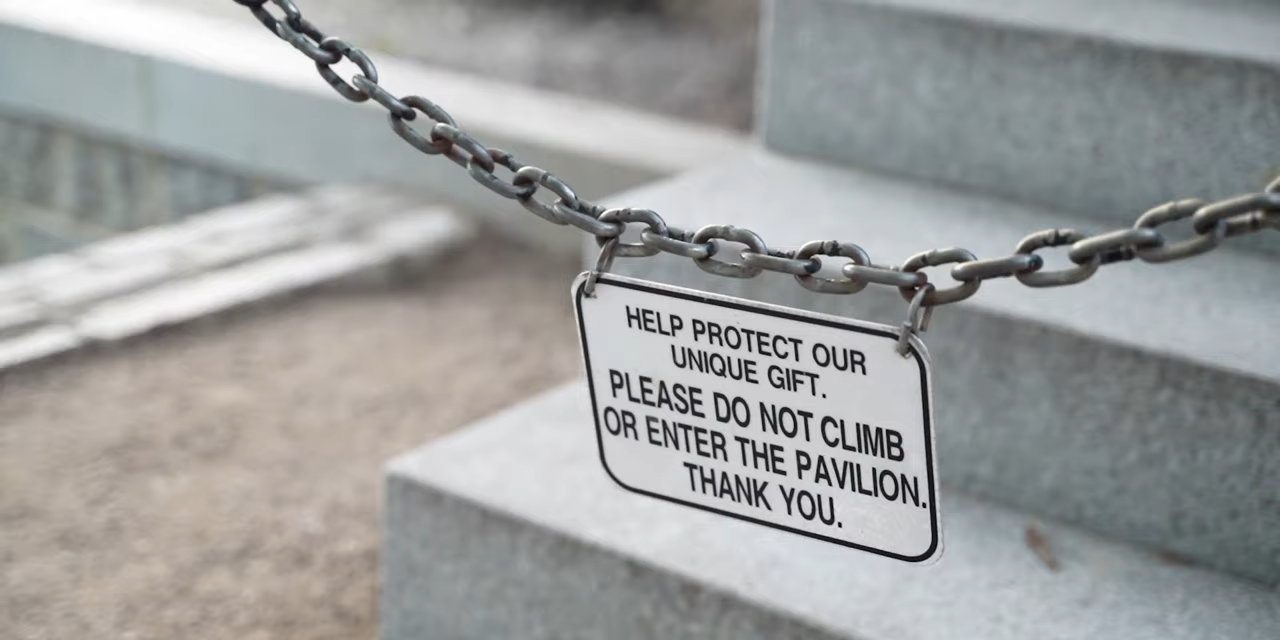 HELP PROTECT OUR
UNIQUE GIFT.
PLEASE DO NOT CLIMB
OR ENTER THE PAVILION.
THANK YOU.